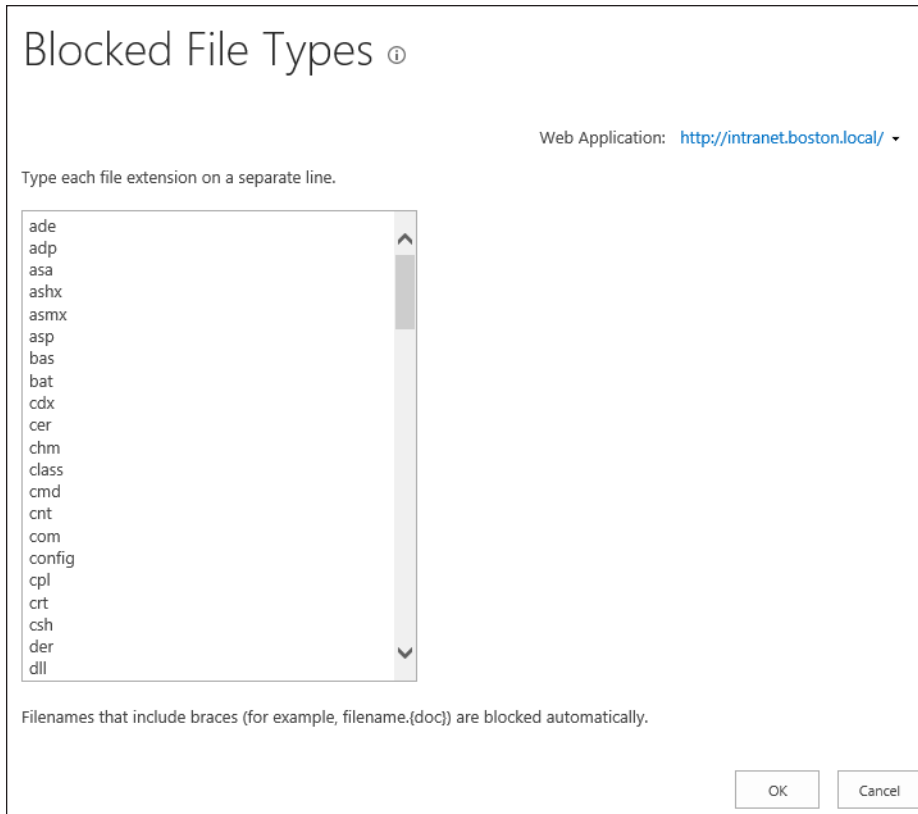 Blocked File Types
Web Application: http://intranet.boston.local/
Type each file extension on a separate line.
ade
adp
asa
ashx
asmx
asp
bas
bat
cdx
cer
chm
class
cmd
cnt
com
config
cpl
crt
csh
der
dll
Filenames that include braces (for example, filename.{doc}) are blocked automatically.
OK Cancel